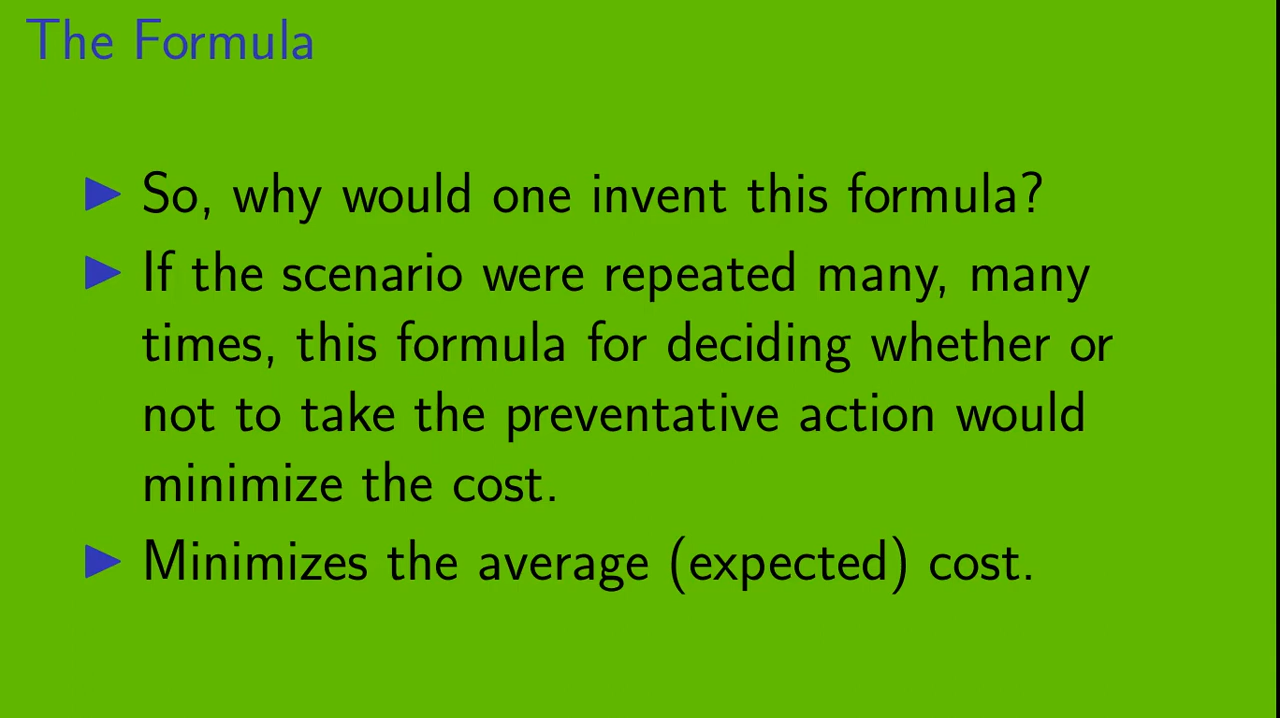 The Formula
So, why would one invent this formula?
If the scenario were repeated many, many
times, this formula for deciding whether or
not to take the preventative action would
minimize the cost.
Minimizes the average (expected) cost.